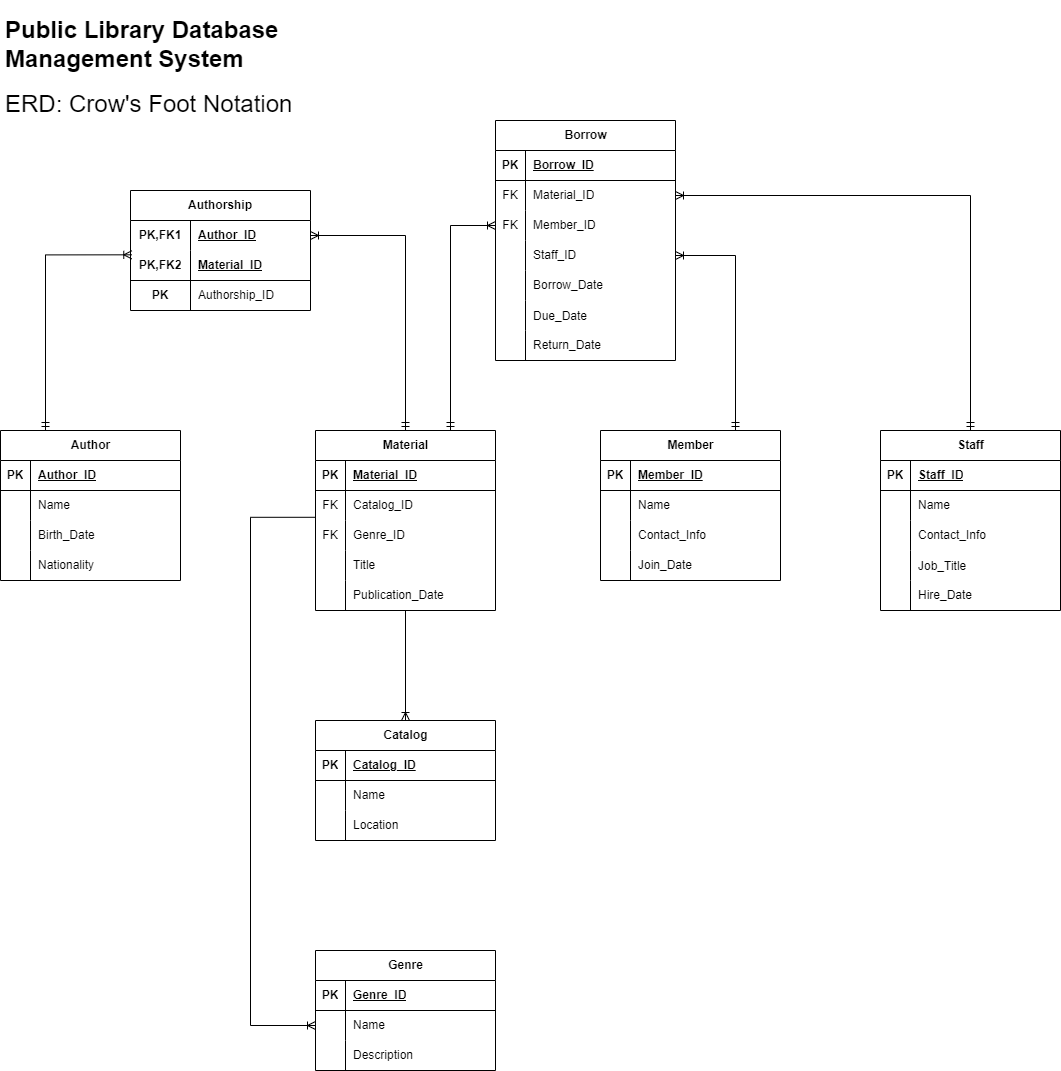 Public Library Database
Management System
ERD: Crow's Foot Notation
Borrow
PK Borrow_ID
FK Material_ID
FK Member_ID
Staff_ID
Borrow_Date
Due_Date
Return_Date
Authorship
PK,FK1 Author_ID
PK,FK2 Material_ID
PK Authorship_ID
Author
PK Author_ID
Name
Birth_Date
Nationality
Material
PK Material_ID
FK Catalog_ID
FK Genre_ID
Title
Publication_Date
Member
PK Member_ID
Name
Contact_Info
Join_Date
Staff
PK Staff_ID
Name
Contact_Info
Job_Title
Hire_Date
Catalog
PK Catalog_ID
Name
Location
Genre
PK Genre_ID
Name
Description